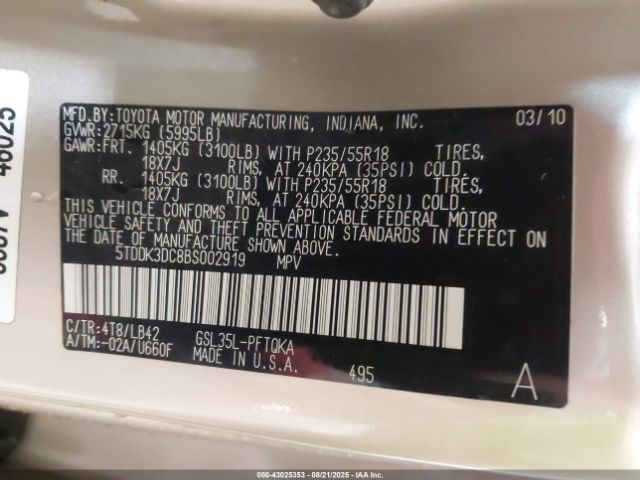 MFD.BY:TOYOTA MOTOR MANUFACTURING, INDIANA, INC. 03/10
GVWR:2715KG (5995LB)
GAWR:FRT. 1405KG (3100LB) WITH P235/55R18 TIRES,
18X7J RIMS, AT 240KPA (35PSI) COLD.
RR. 1405KG (3100LB) WITH P235/55R18 TIRES,
18X7J RIMS, AT 240KPA (35PSI) COLD.
THIS VEHICLE CONFORMS TO ALL APPLICABLE FEDERAL MOTOR
VEHICLE SAFETY AND THEFT PREVENTION STANDARDS IN EFFECT ON
THE DATE OF MANUFACTURE SHOWN ABOVE.
5TDDK3DC8BS002919 MPV
C/TR:4T8/LB42 GSL35L-PFTQKA
A/TM:-02A/U660F MADE IN U.S.A.
495
A
46025
000-43025353 - 08/21/2025 - IAAI.com